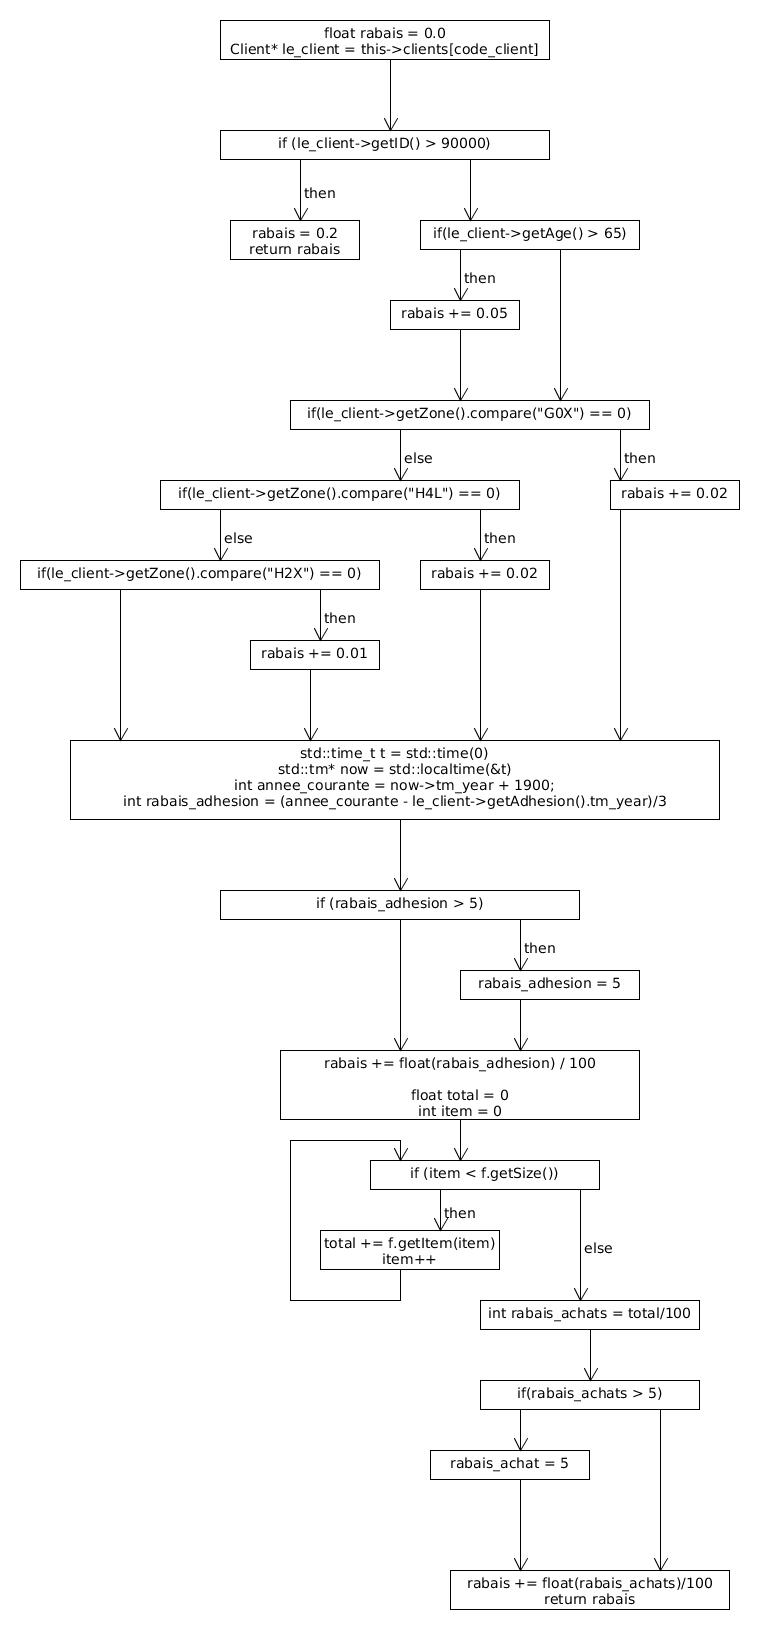 float rabais = 0.0
Client* le_client = this->clients[code_client]
if (le_client->getID() > 90000)
then
rabais = 0.2
return rabais
if(le_client->getAge() > 65)
then
rabais += 0.05
if(le_client->getZone().compare("G0X") == 0)
else
then
if(le_client->getZone().compare("H4L") == 0)
rabais += 0.02
else
then
if(le_client->getZone().compare("H2X") == 0)
rabais += 0.02
then
rabais += 0.01
std::time_t t = std::time(0)
std::tm* now = std::localtime(&t)
int annee_courante = now->tm_year + 1900;
int rabais_adhesion = (annee_courante - le_client->getAdhesion().tm_year)/3
if (rabais_adhesion > 5)
then
rabais_adhesion = 5
rabais += float(rabais_adhesion) / 100
float total = 0
int item = 0
if (item < f.getSize())
then
total += f.getItem(item)
item++
else
int rabais_achats = total/100
if(rabais_achats > 5)
rabais_achat = 5
rabais += float(rabais_achats)/100
return rabais